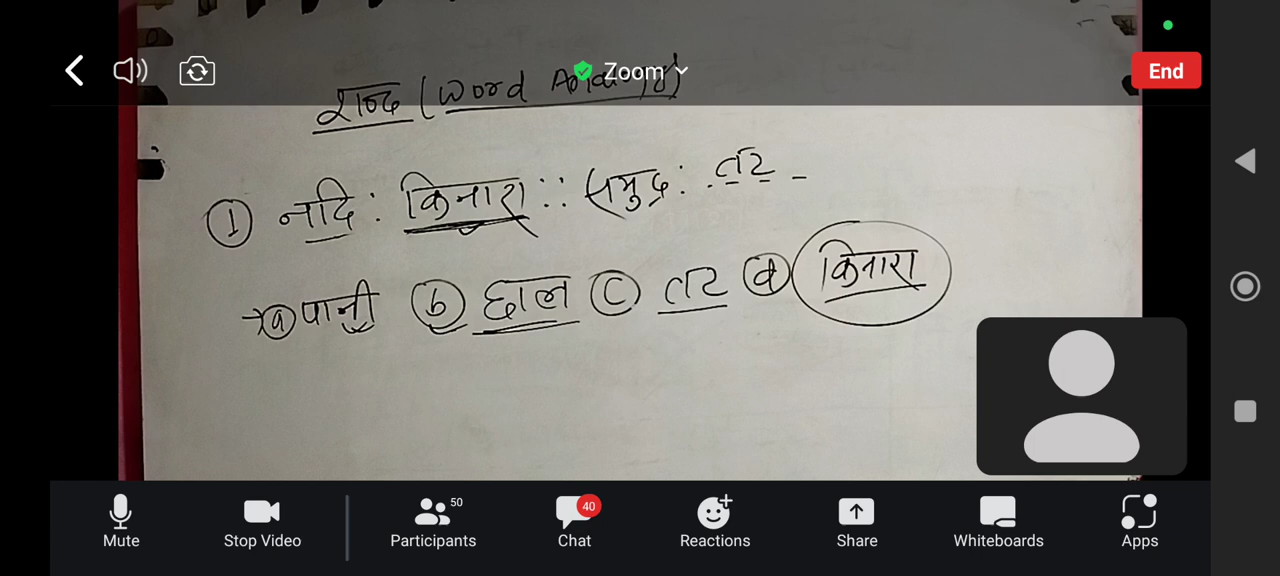 Zoom
End
शब्द (Word Analogy)
① नदि : किनारा :: समुद्र : तट -
→ⓐ पानी ⓑ छाल ⓒ तट ⓓ किनारा
50
40
Mute
Stop Video
Participants
Chat
Reactions
Share
Whiteboards
Apps